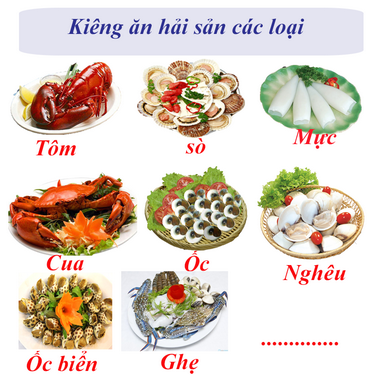 Kiêng ăn hải sản các loại
Tôm
sò
Mực
Cua
Ốc
Nghêu
Ốc biển
Ghẹ
..............